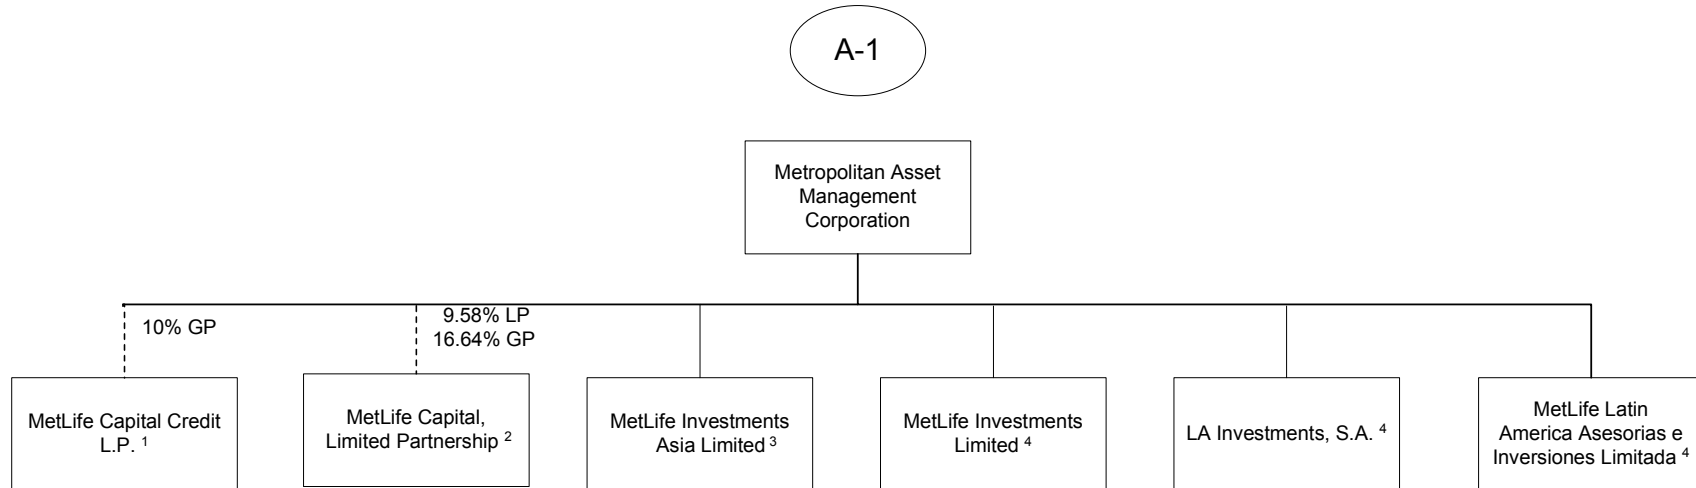 A-1
Metropolitan Asset
Management
Corporation
10% GP
9.58% LP
16.64% GP
MetLife Capital Credit
L.P. 1
MetLife Capital,
Limited Partnership 2
MetLife Investments
Asia Limited 3
MetLife Investments
Limited 4
LA Investments, S.A. 4
MetLife Latin
America Asesorias e
Inversiones Limitada 4